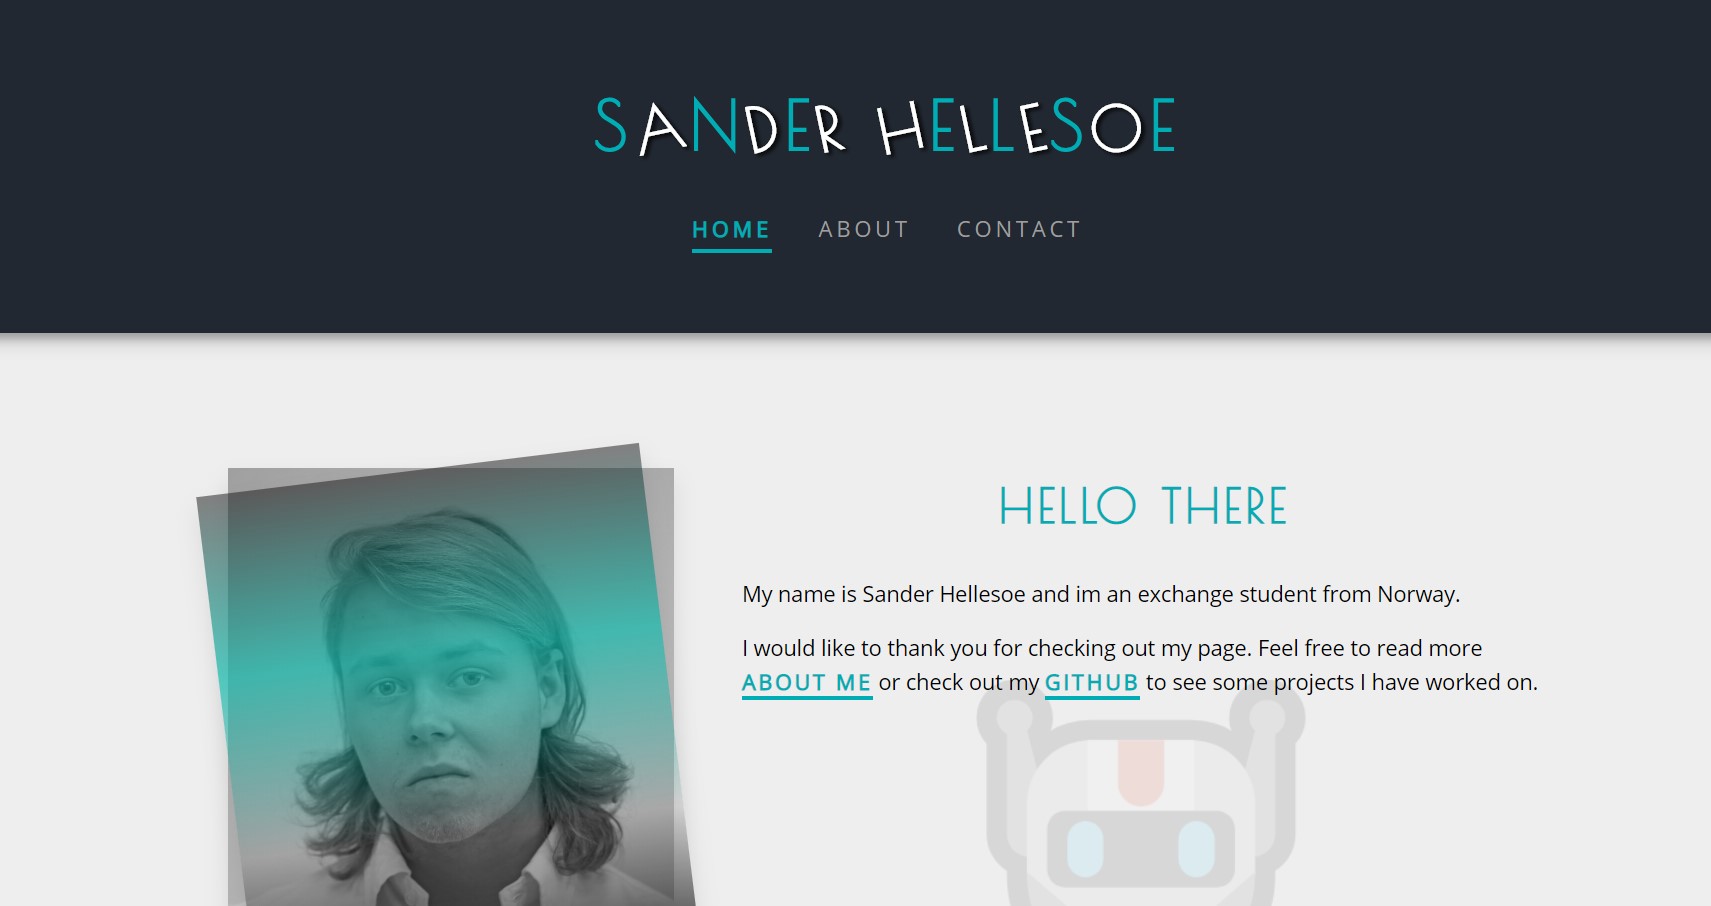 SANDER HELLESOE
HOME ABOUT CONTACT
HELLO THERE
My name is Sander Hellesoe and im an exchange student from Norway.
I would like to thank you for checking out my page. Feel free to read more
ABOUT ME or check out my GITHUB to see some projects I have worked on.